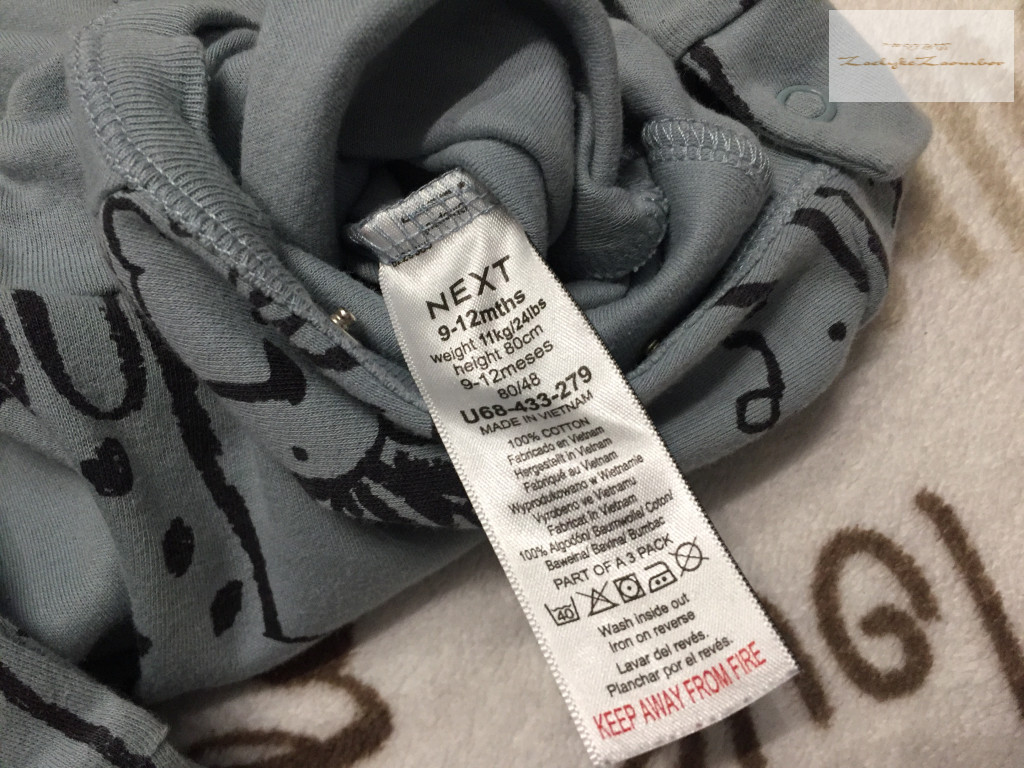 NEXT
9-12mths
weight 11kg/24lbs
height 80cm
9-12meses
80/48
U68-433-279
MADE IN VIETNAM
100% COTTON
Fabricado en Vietnam
Hergestellt in Vietnam
Fabriqué au Vietnam
Wyprodukowano w Wietnamie
Vyrobeno ve Vietnamu
Fabricat în Vietnam
100% Algodón/ Baumwolle/ Coton/
Bawełna/ Bavlna/ Bumbac
PART OF A 3 PACK
40
Wash inside out
Iron on reverse
Lavar del revés.
Planchar por el revés.
KEEP AWAY FROM FIRE